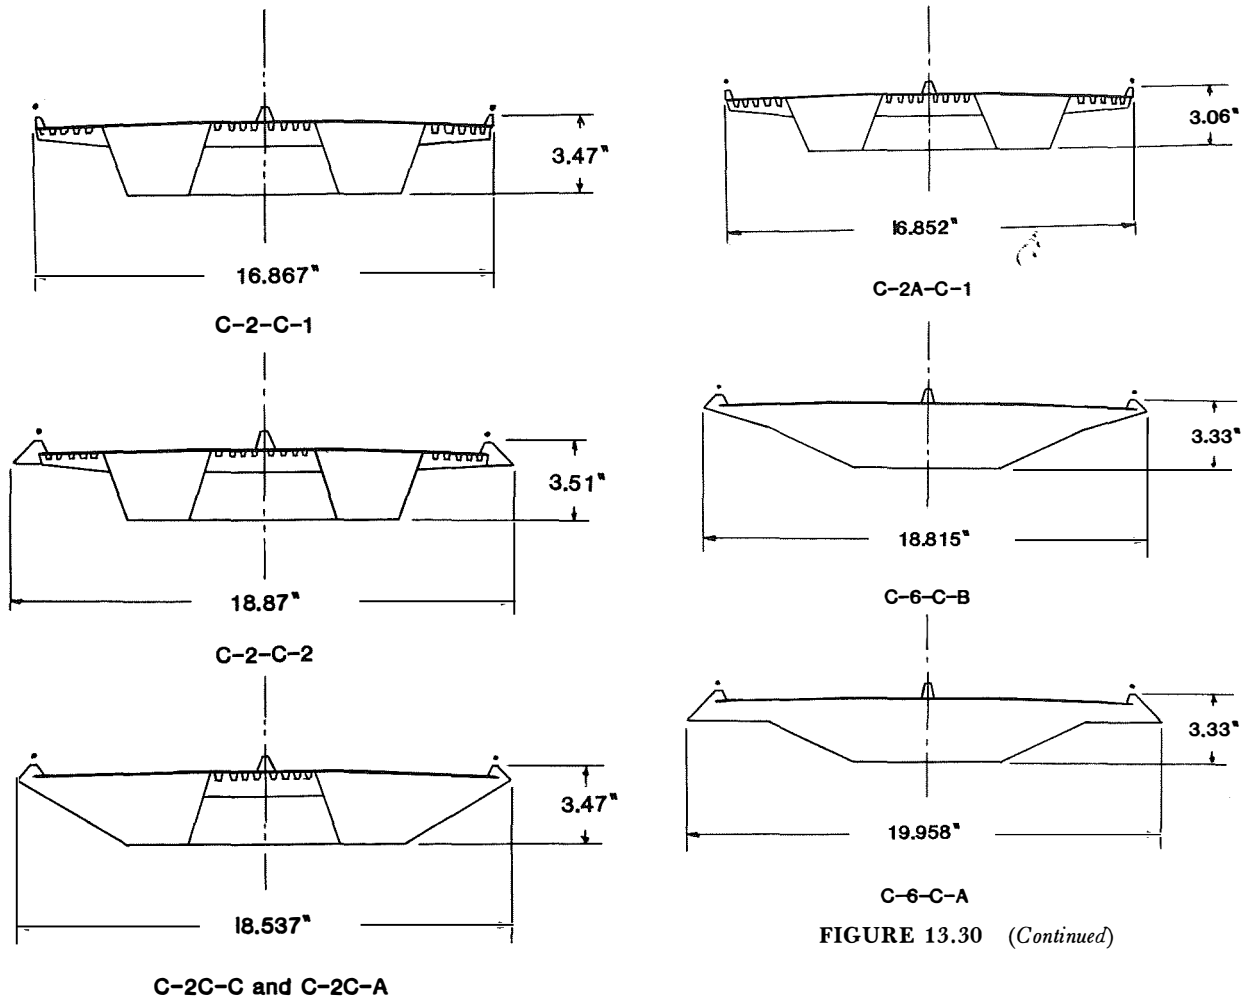 3.47"
16.867"
C-2-C-1
3.51"
18.87"
C-2-C-2
3.47"
18.537"
C-2C-C and C-2C-A
3.06"
16.852"
C-2A-C-1
3.33"
18.815"
C-6-C-B
3.33"
19.958"
C-6-C-A
FIGURE 13.30 (Continued)